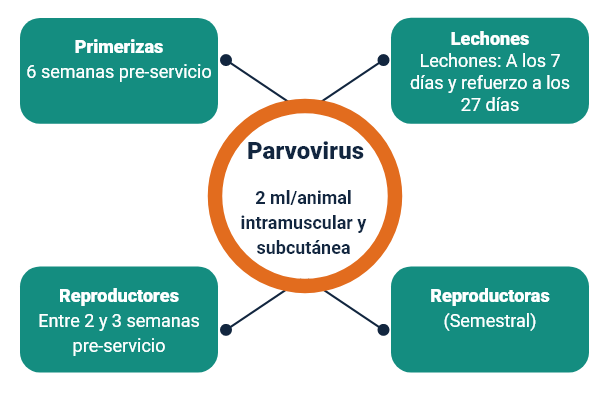 Primerizas
6 semanas pre-servicio
Lechones
Lechones: A los 7
días y refuerzo a los
27 días
Parvovirus
2 ml/animal
intramuscular y
subcutánea
Reproductores
Entre 2 y 3 semanas
pre-servicio
Reproductoras
(Semestral)